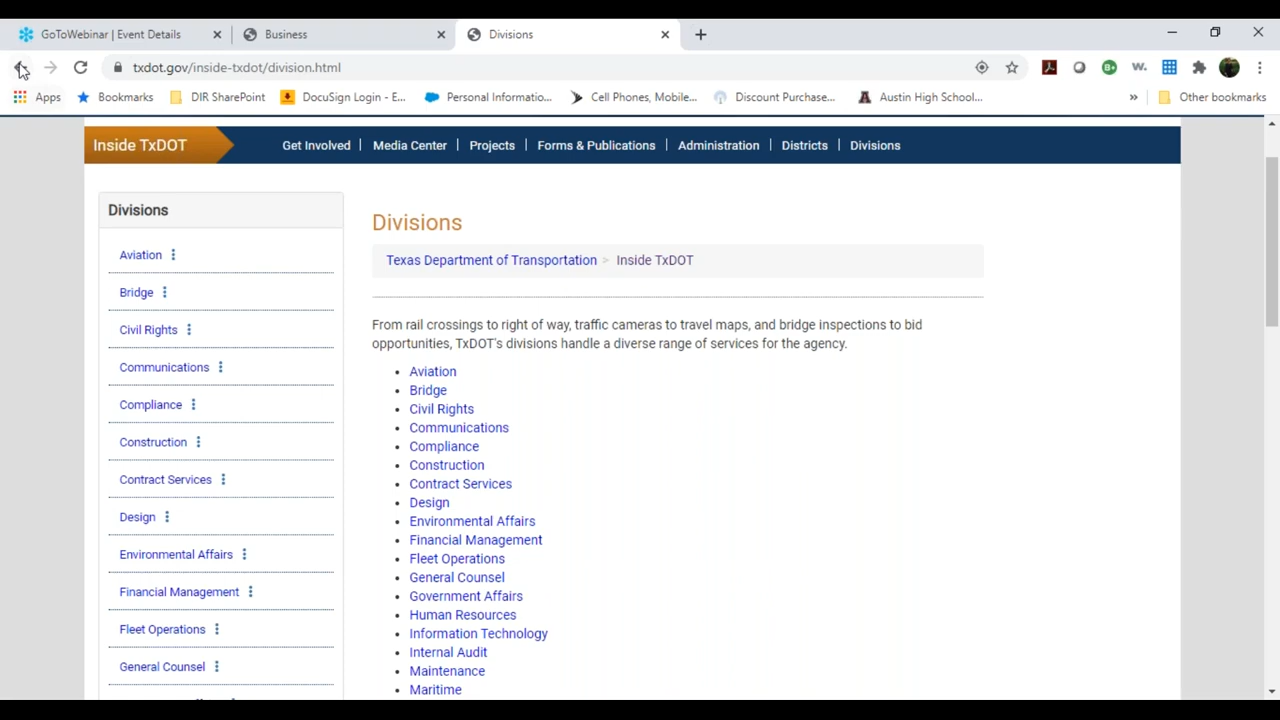 GoToWebinar | Event Details
Business
Divisions
txdot.gov/inside-txdot/division.html
Apps
Bookmarks
DIR SharePoint
DocuSign Login - E...
Personal Informatio...
Cell Phones, Mobile...
Discount Purchase...
Austin High School...
»
Other bookmarks
Inside TxDOT
Get Involved | Media Center | Projects | Forms & Publications | Administration | Districts | Divisions
Divisions
Aviation
Bridge
Civil Rights
Communications
Compliance
Construction
Contract Services
Design
Environmental Affairs
Financial Management
Fleet Operations
General Counsel
Divisions
Texas Department of Transportation > Inside TxDOT
From rail crossings to right of way, traffic cameras to travel maps, and bridge inspections to bid
opportunities, TxDOT's divisions handle a diverse range of services for the agency.
• Aviation
• Bridge
• Civil Rights
• Communications
• Compliance
• Construction
• Contract Services
• Design
• Environmental Affairs
• Financial Management
• Fleet Operations
• General Counsel
• Government Affairs
• Human Resources
• Information Technology
• Internal Audit
• Maintenance
• Maritime